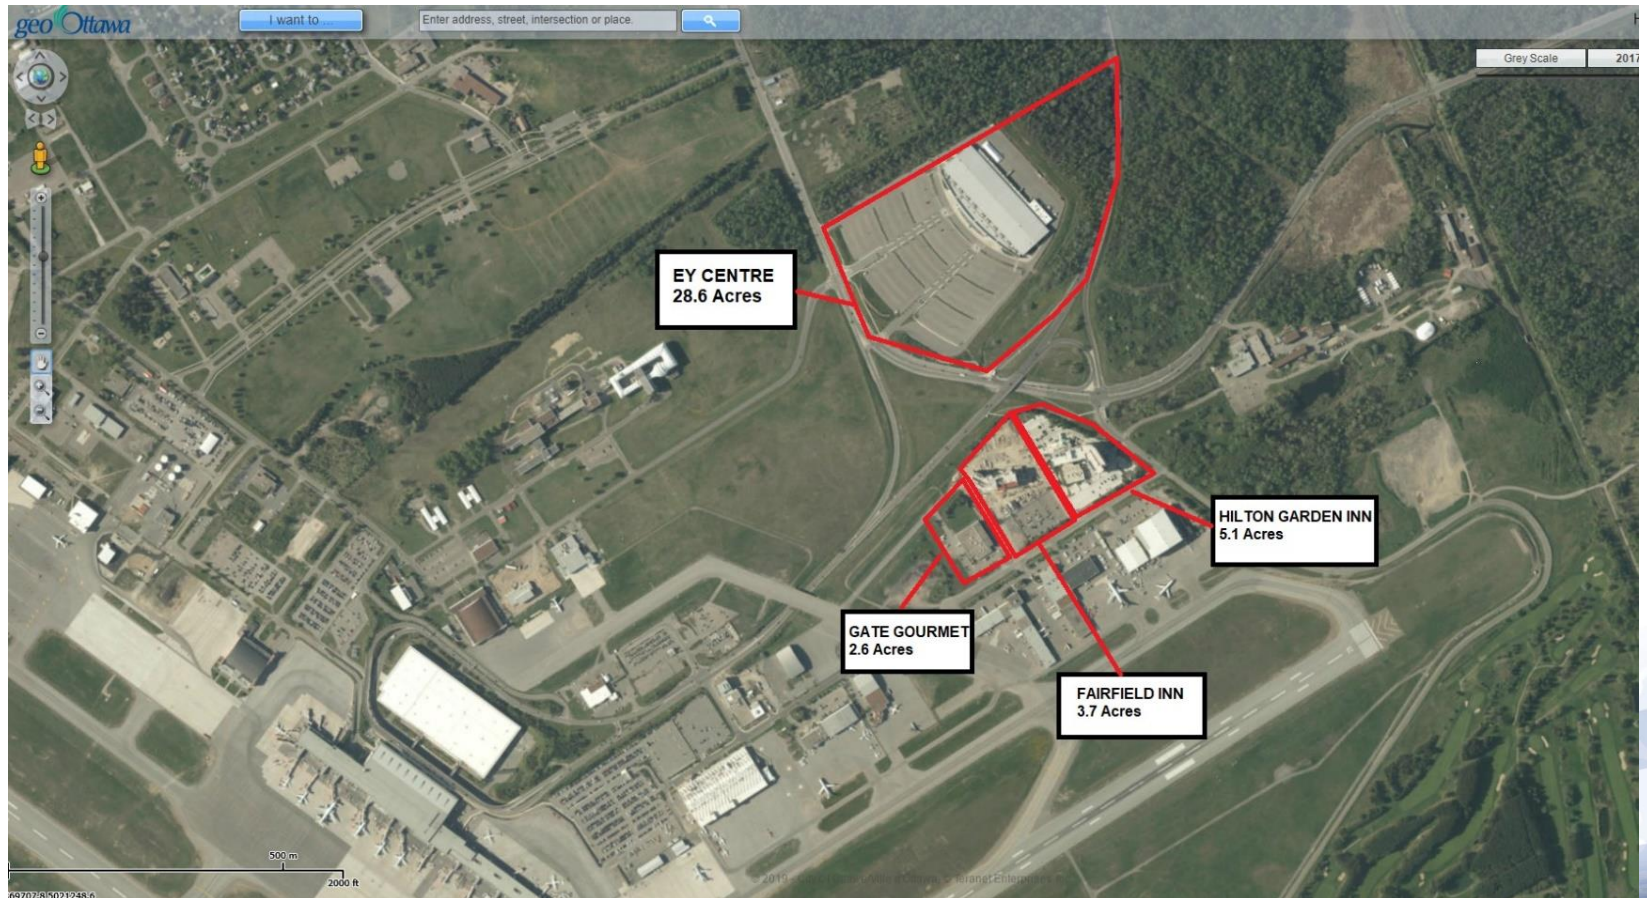 geoOttawa
I want to ...
Enter address, street, intersection or place.
Grey Scale
2017
EY CENTRE
28.6 Acres
HILTON GARDEN INN
5.1 Acres
GATE GOURMET
2.6 Acres
FAIRFIELD INN
3.7 Acres
500 m
2000 ft